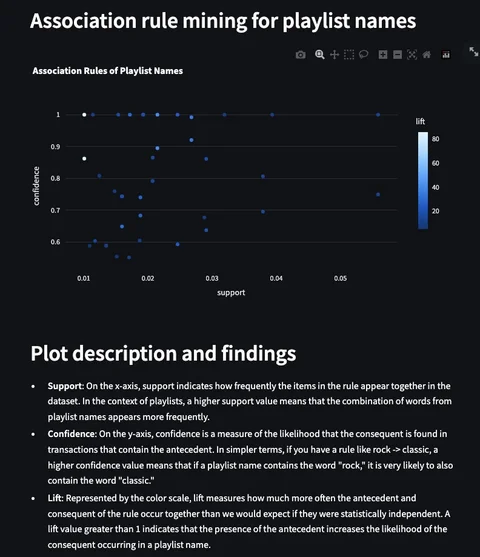 Association rule mining for playlist names
Association Rules of Playlist Names
lift
1
0.9
0.8
0.7
0.6
80
60
40
20
confidence
0.01
0.02
0.03
0.04
0.05
support
Plot description and findings
• Support: On the x-axis, support indicates how frequently the items in the rule appear together in the
dataset. In the context of playlists, a higher support value means that the combination of words from
playlist names appears more frequently.
• Confidence: On the y-axis, confidence is a measure of the likelihood that the consequent is found in
transactions that contain the antecedent. In simpler terms, if you have a rule like rock -> classic, a
higher confidence value means that if a playlist name contains the word "rock," it is very likely to also
contain the word "classic."
• Lift: Represented by the color scale, lift measures how much more often the antecedent and
consequent of the rule occur together than we would expect if they were statistically independent. A
lift value greater than 1 indicates that the presence of the antecedent increases the likelihood of the
consequent occurring in a playlist name.